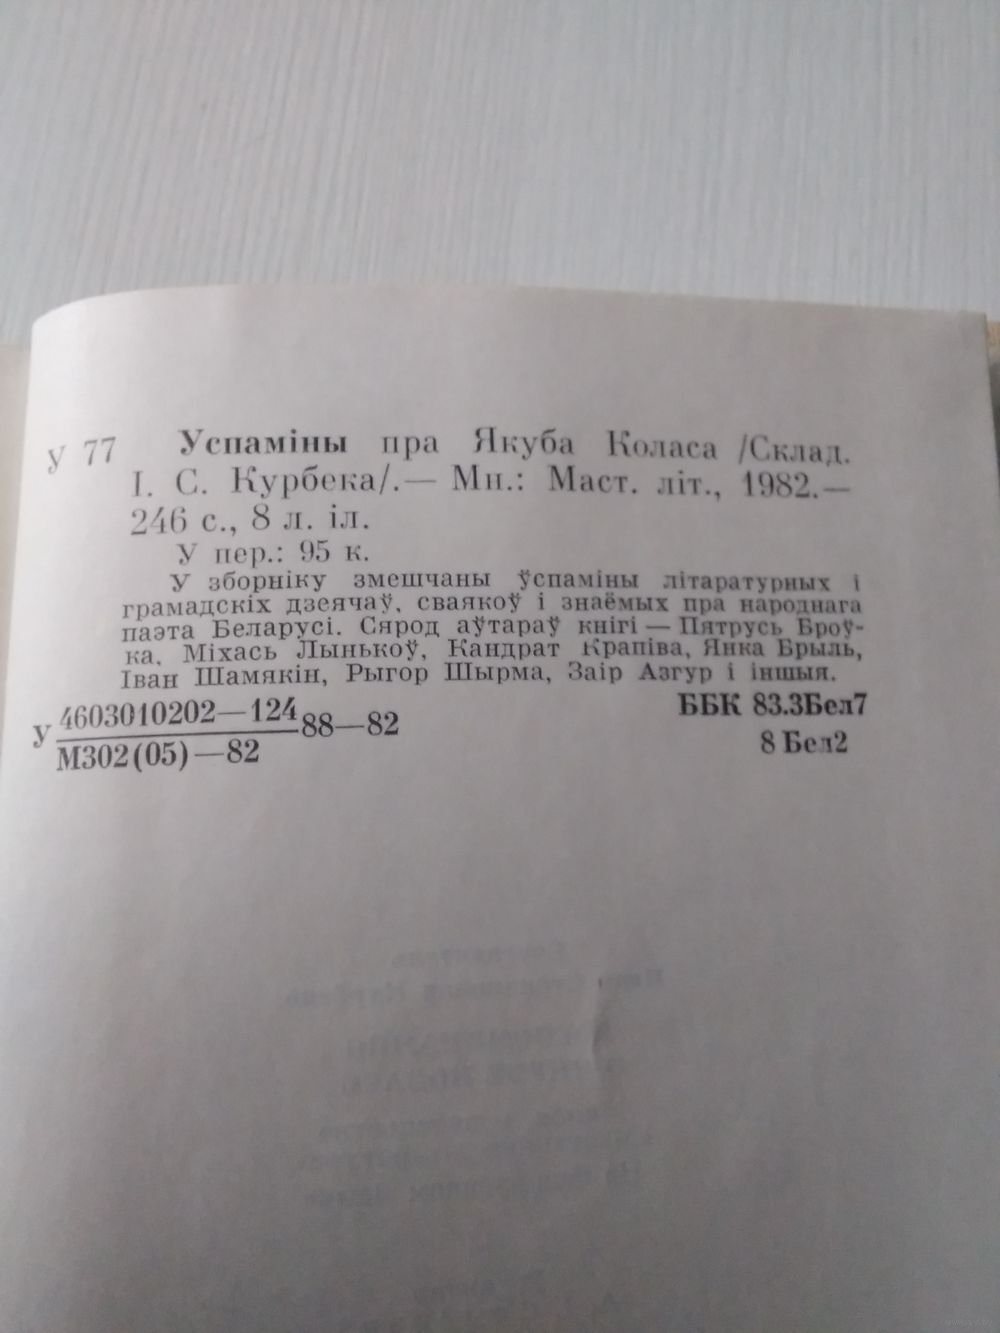 У 77 Успаміны пра Якуба Коласа /Склад.
І. С. Курбека/.— Мн.: Маст. літ., 1982.—
246 с., 8 л. іл.
У пер.: 95 к.
У зборніку змешчаны ўспаміны літаратурных і
грамадскіх дзеячаў, сваякоў і знаёмых пра народнага
паэта Беларусі. Сярод аўтараў кнігі — Пятрусь Броў-
ка, Міхась Лынькоў, Кандрат Крапіва, Янка Брыль,
Іван Шамякін, Рыгор Шырма, Заір Азгур і іншыя.
У 4603010202—124 88—82
М302(05)—82
ББК 83.3Бел7
8 Бел2